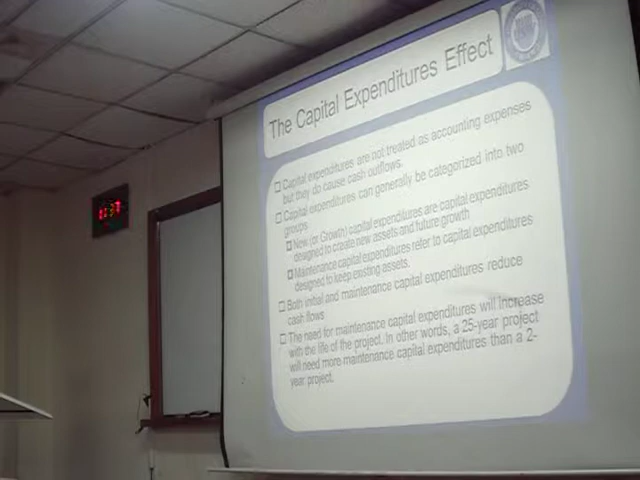 The Capital Expenditures Effect
Capital expenditures are not treated as accounting expenses
but they do cause cash outflows.
Capital expenditures can generally be categorized into two
groups
New (or Growth) capital expenditures are capital expenditures
designed to create new assets and future growth
Maintenance capital expenditures refer to capital expenditures
designed to keep existing assets.
Both initial and maintenance capital expenditures reduce
cash flows
The need for maintenance capital expenditures will increase
with the life of the project. In other words, a 25-year project
will need more maintenance capital expenditures than a 2-
year project.